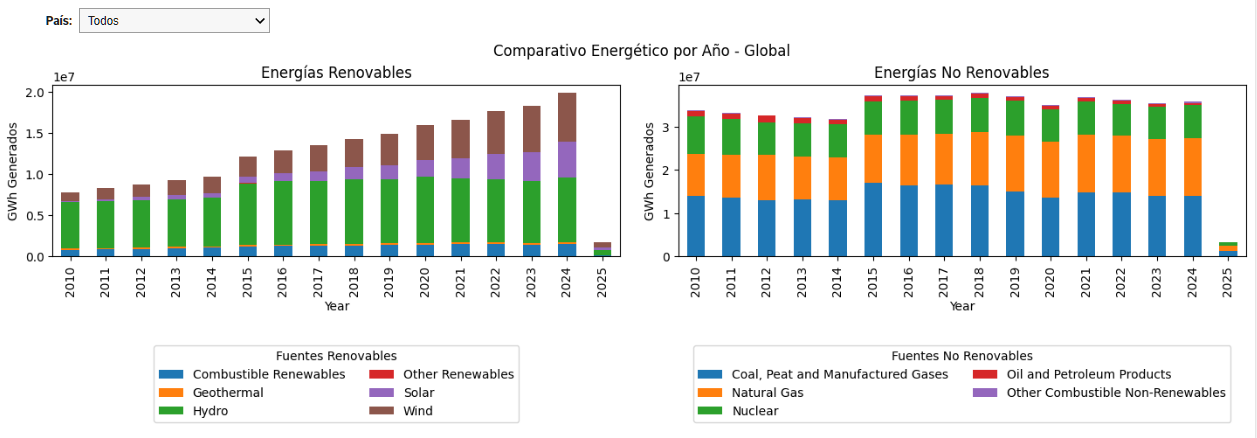 País: Todos
Comparativo Energético por Año - Global
Energías Renovables
1e7
2.0
1.5
1.0
0.5
0.0
GWh Generados
2010 2011 2012 2013 2014 2015 2016 2017 2018 2019 2020 2021 2022 2023 2024 2025
Year
Fuentes Renovables
Combustible Renewables
Geothermal
Hydro
Other Renewables
Solar
Wind
Energías No Renovables
1e7
3
2
1
0
GWh Generados
2010 2011 2012 2013 2014 2015 2016 2017 2018 2019 2020 2021 2022 2023 2024 2025
Year
Fuentes No Renovables
Coal, Peat and Manufactured Gases
Natural Gas
Nuclear
Oil and Petroleum Products
Other Combustible Non-Renewables